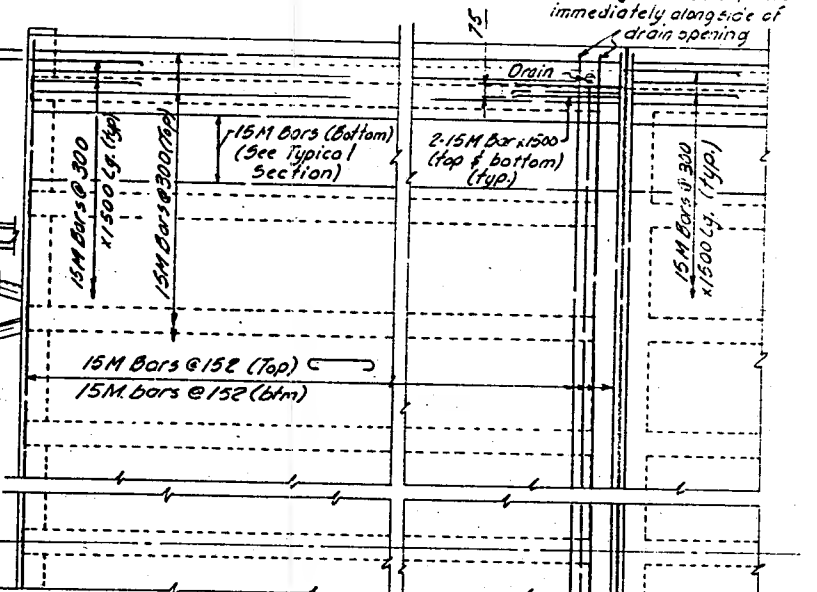 immediately alongside of
drain opening
75
Drain
15M Bars (Bottom)
(See Typical
Section)
2-15M Bar x1500
(top & bottom)
(typ.)
15M Bars @ 300
x1500 Lg. (typ)
15M Bars @ 300 (Top)
15M Bars @ 300
x1500 Lg. (typ.)
15M Bars @ 152 (Top)
15M. bars @ 152 (btm)